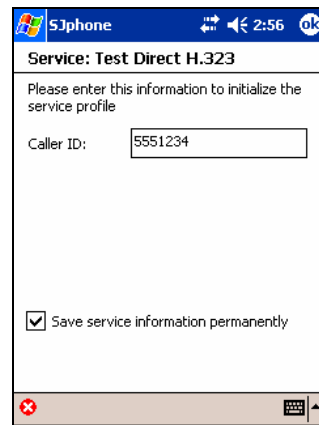 SJphone 2:56 ok
Service: Test Direct H.323
Please enter this information to initialize the
service profile
Caller ID: 5551234
Save service information permanently